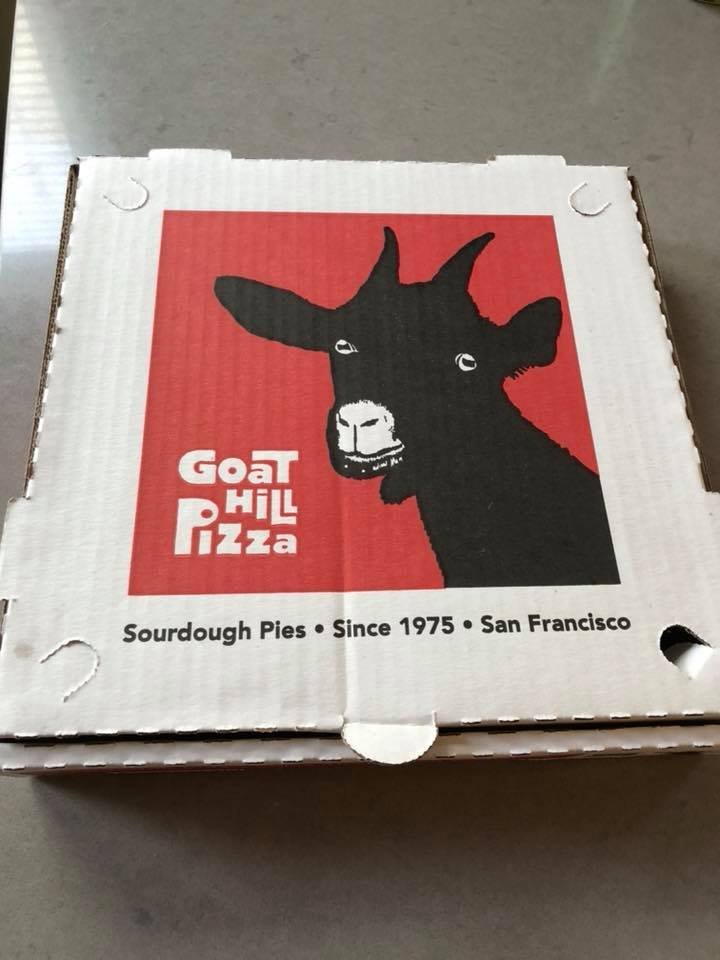 GoaT
HiLL
Pizza
Sourdough Pies • Since 1975 • San Francisco